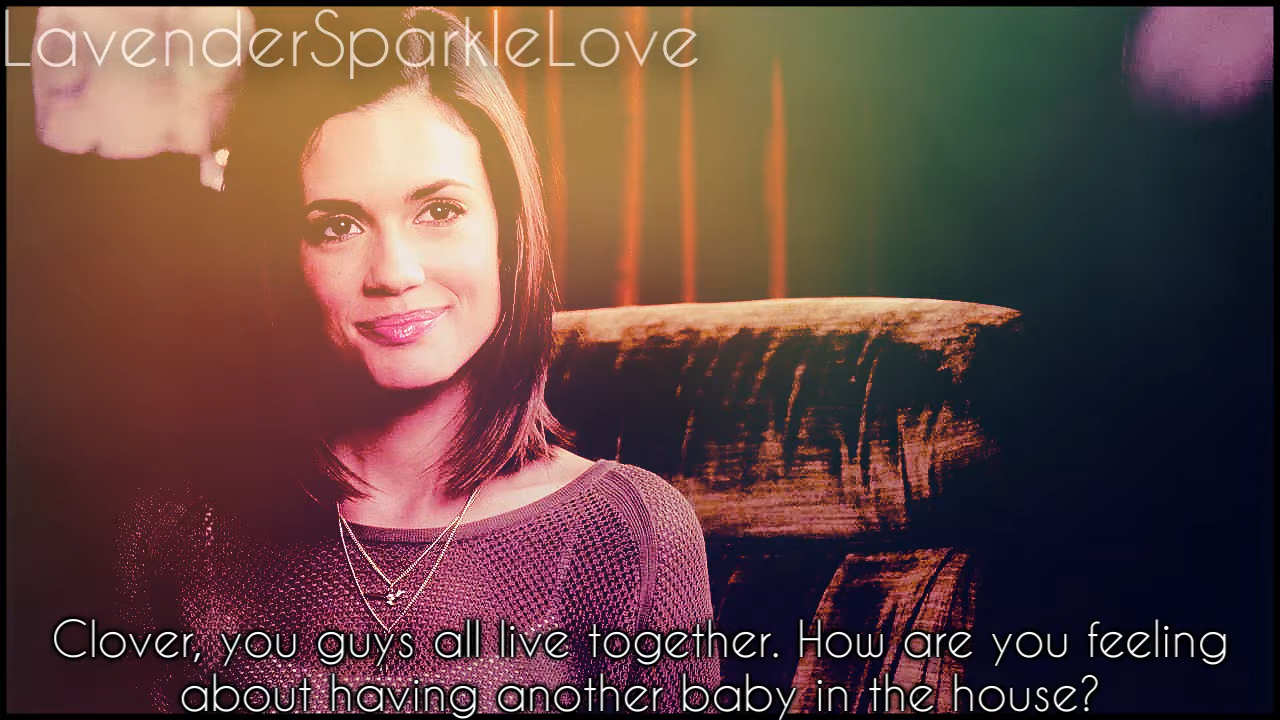 LavenderSparkleLove
Clover, you guys all live together. How are you feeling
about having another baby in the house?